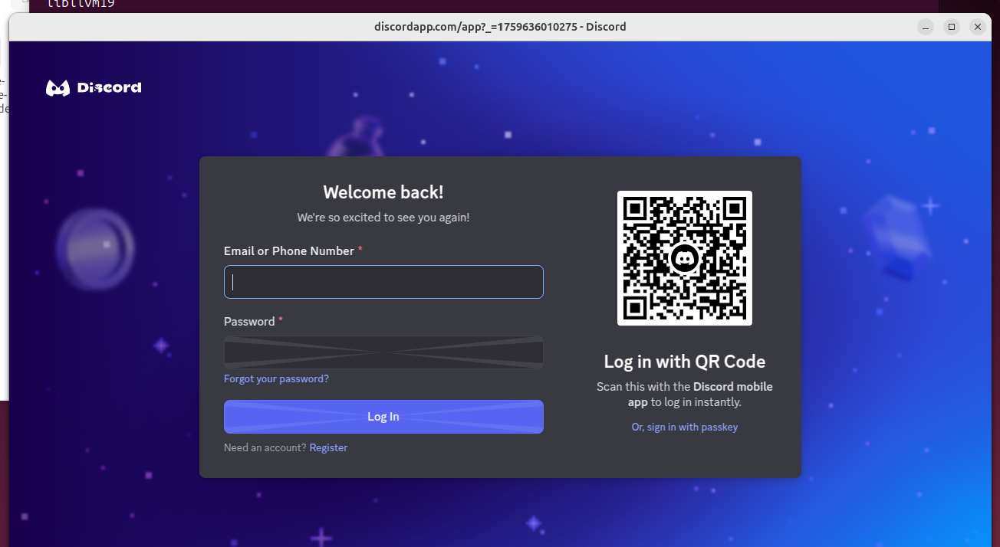 libllvm19
discordapp.com/app?_=1759636010275 - Discord
Discord
Welcome back!
We're so excited to see you again!
Email or Phone Number *
Password *
Forgot your password?
Log In
Need an account? Register
Log in with QR Code
Scan this with the Discord mobile
app to log in instantly.
Or, sign in with passkey